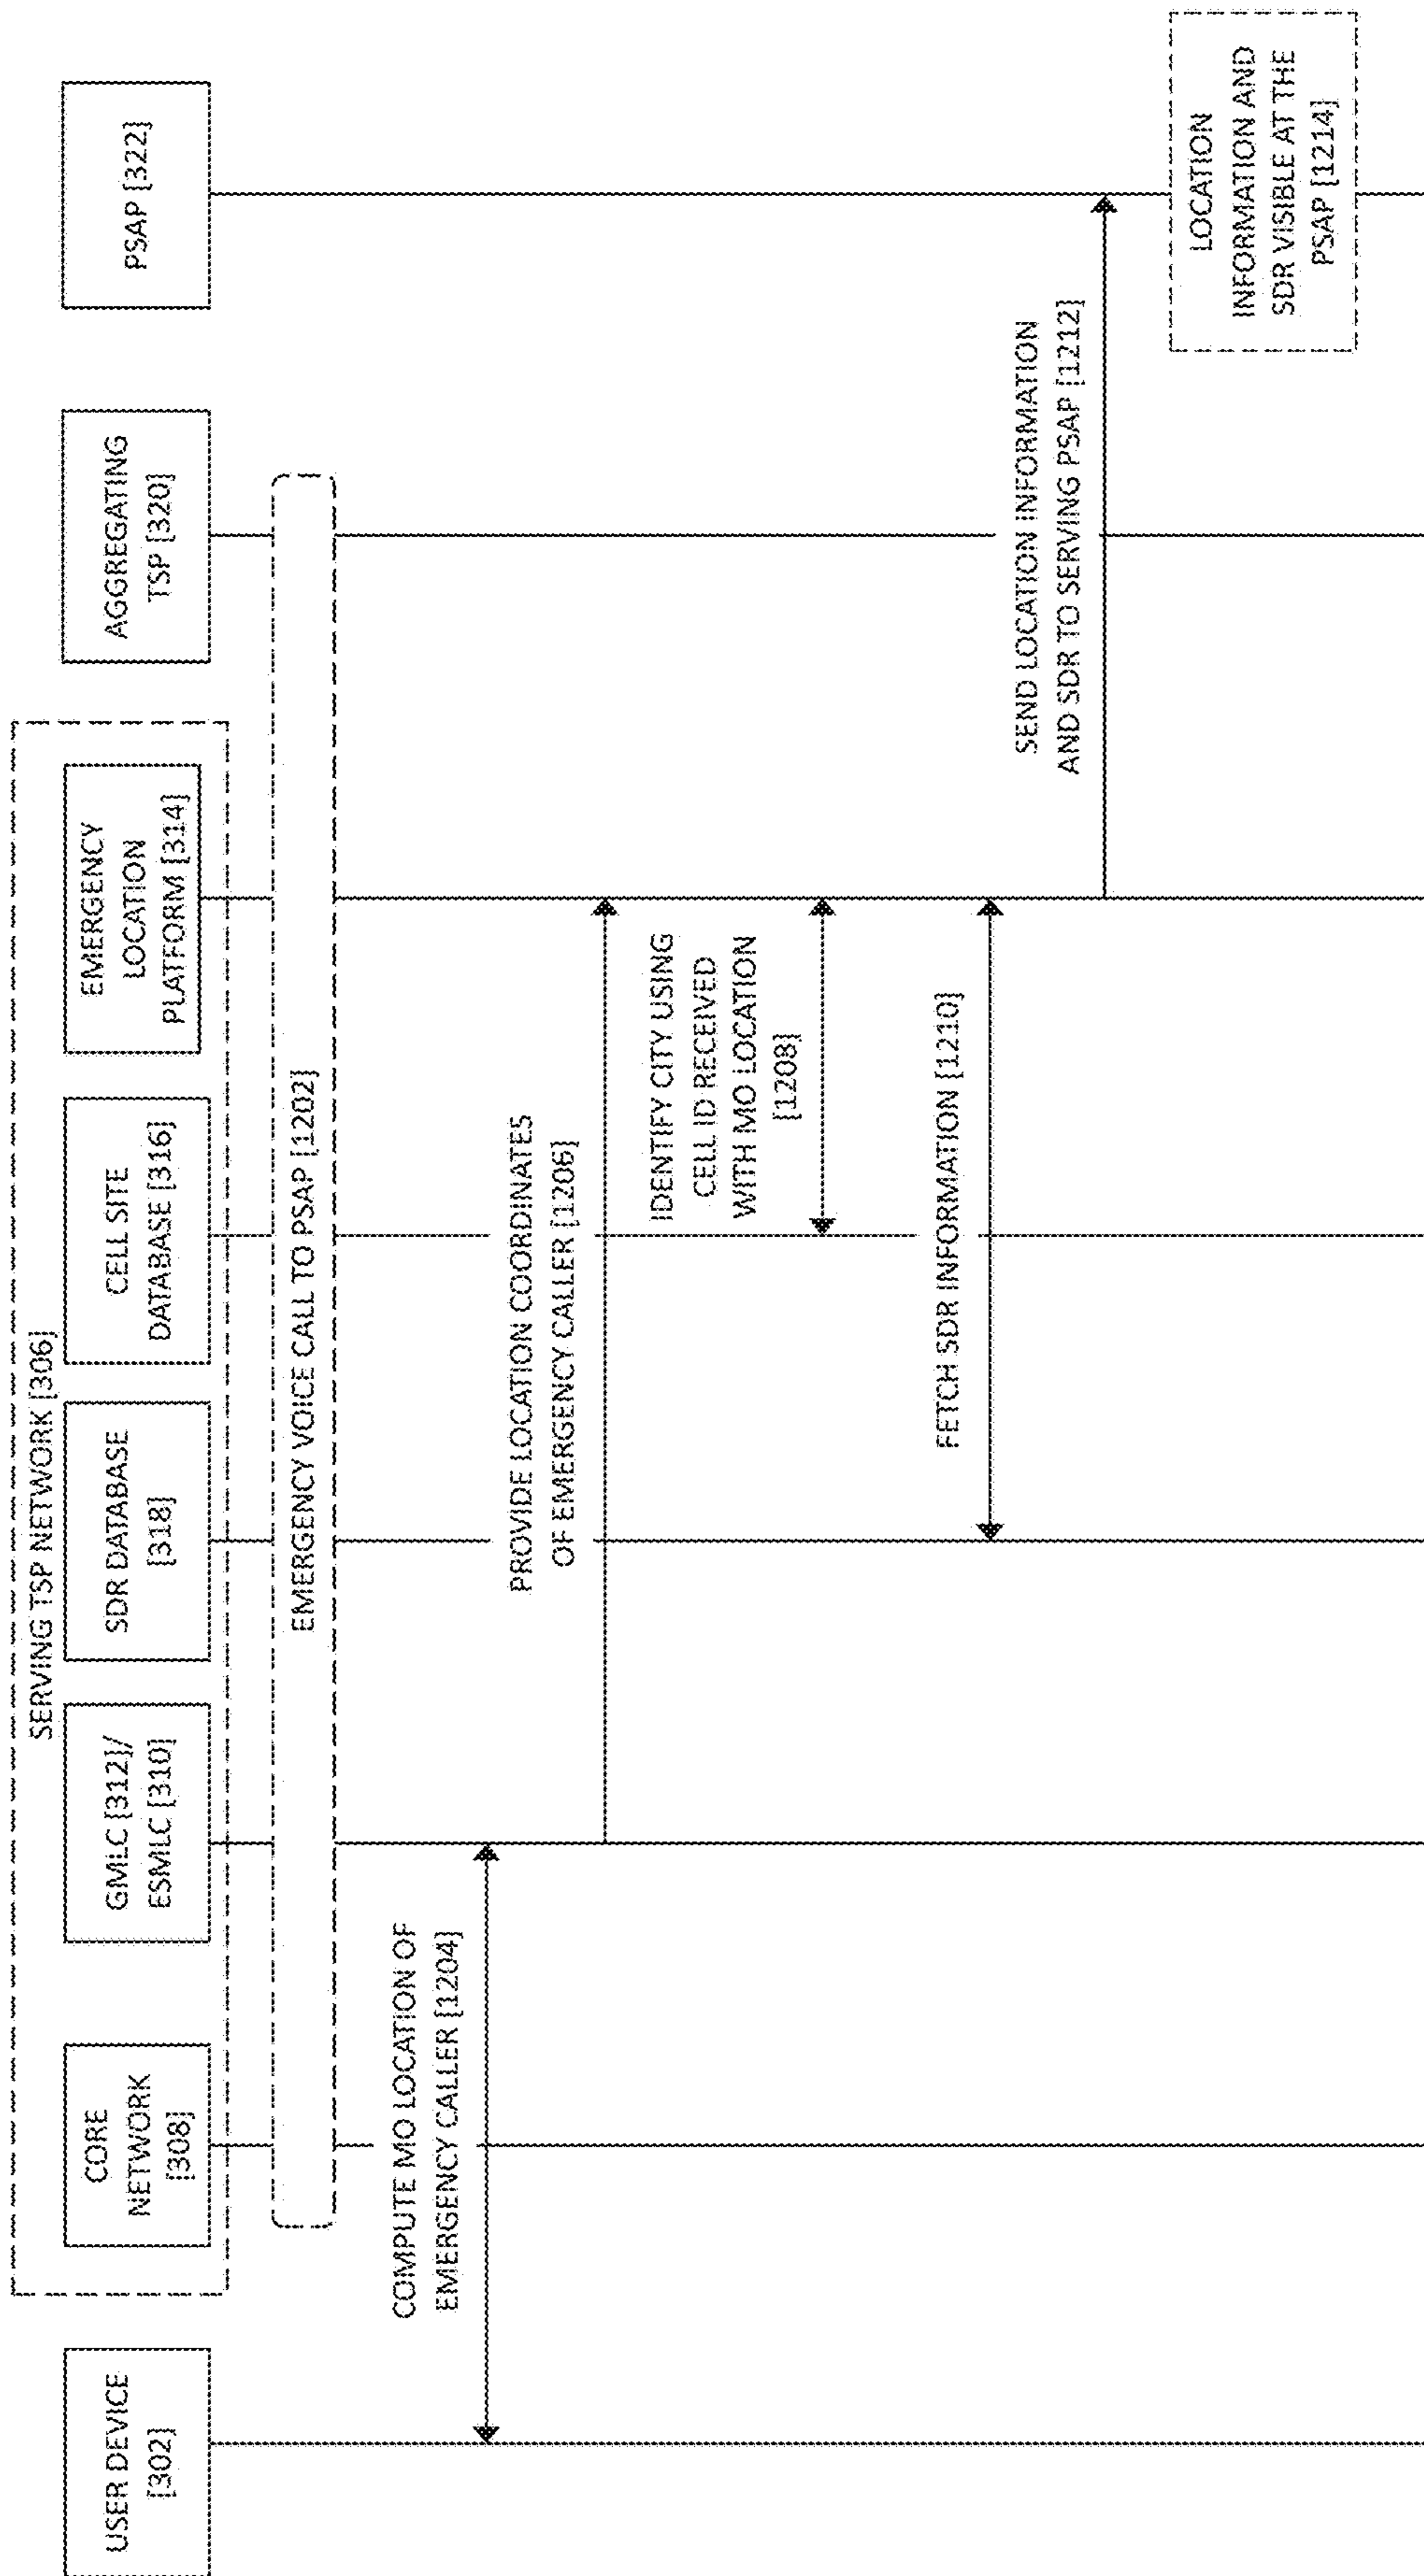 SERVING TSP NETWORK [306]
USER DEVICE
[302]
CORE
NETWORK
[308]
GMLC [312]/
ESMLC [310]
SDR DATABASE
[318]
CELL SITE
DATABASE [316]
EMERGENCY
LOCATION
PLATFORM [314]
AGGREGATING
TSP [320]
PSAP [322]
EMERGENCY VOICE CALL TO PSAP [1202]
COMPUTE MO LOCATION OF
EMERGENCY CALLER [1204]
PROVIDE LOCATION COORDINATES
OF EMERGENCY CALLER [1206]
IDENTIFY CITY USING
CELL ID RECEIVED
WITH MO LOCATION
[1208]
FETCH SDR INFORMATION [1210]
SEND LOCATION INFORMATION
AND SDR TO SERVING PSAP [1212]
LOCATION
INFORMATION AND
SDR VISIBLE AT THE
PSAP [1214]